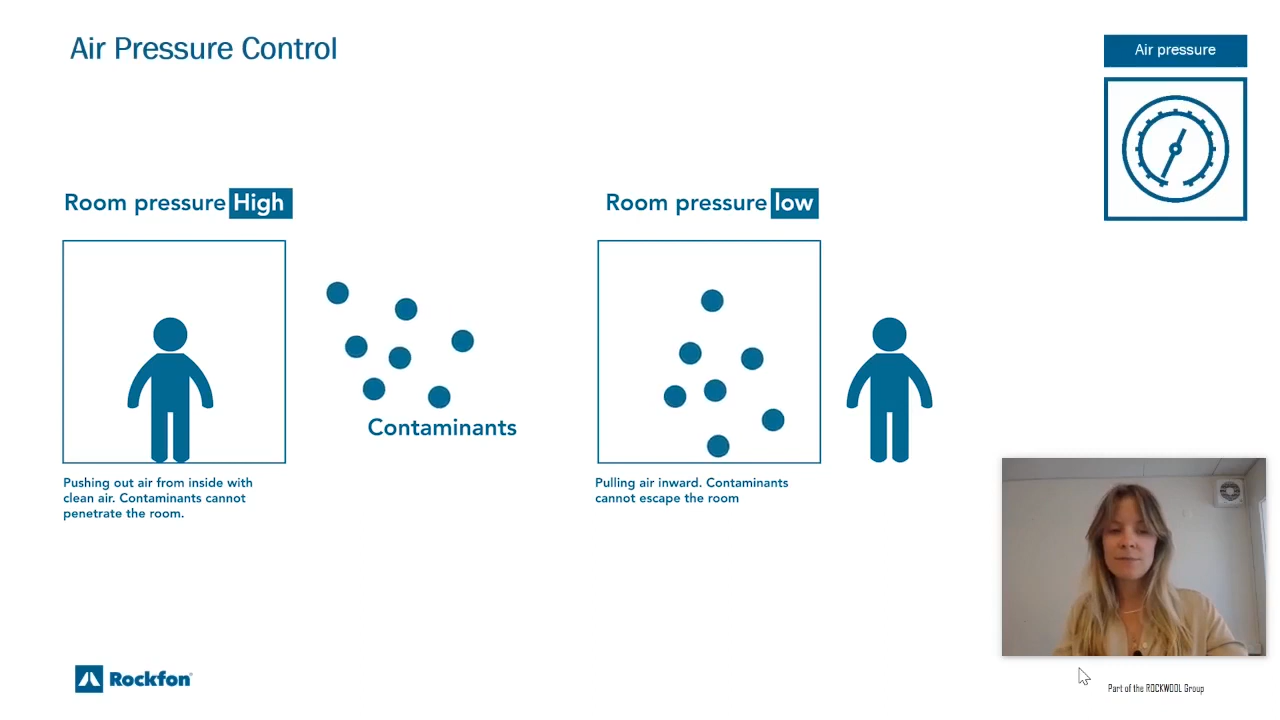 Air Pressure Control
Air pressure
Room pressure High
Room pressure low
Contaminants
Pushing out air from inside with
clean air. Contaminants cannot
penetrate the room.
Pulling air inward. Contaminants
cannot escape the room
Rockfon®
Part of the ROCKWOOL Group